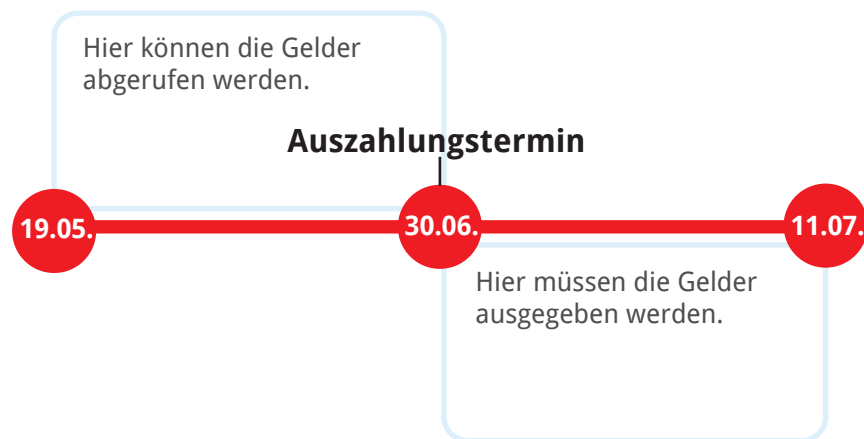 Hier können die Gelder
abgerufen werden.
Auszahlungstermin
19.05.
30.06.
11.07.
Hier müssen die Gelder
ausgegeben werden.